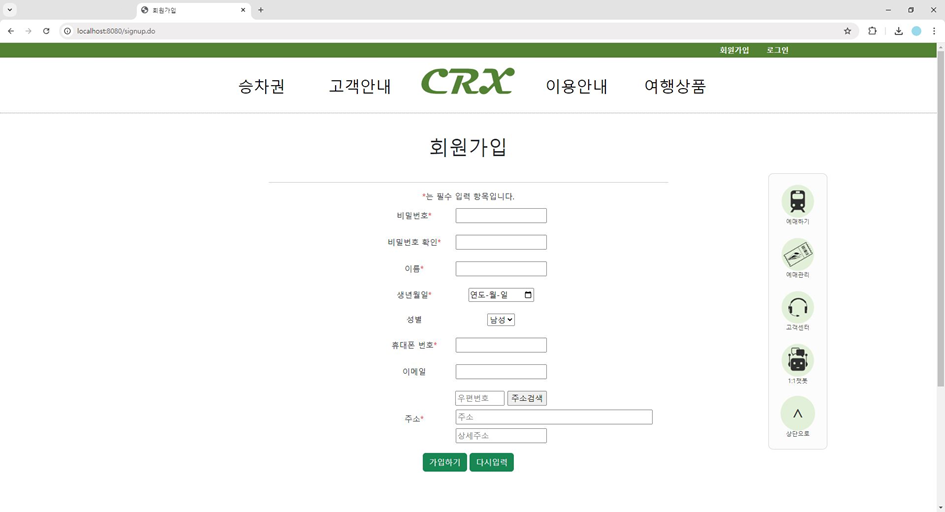 회원가입
localhost:8080/signup.do
회원가입 로그인
승차권 고객안내 CRX 이용안내 여행상품
회원가입
*는 필수 입력 항목입니다.
비밀번호*
비밀번호 확인*
이름*
생년월일* 연도-월-일
성별 남성
휴대폰 번호*
이메일
우편번호 주소검색
주소* 주소
상세주소
가입하기 다시입력
예매하기
예매관리
고객센터
1:1챗봇
상단으로